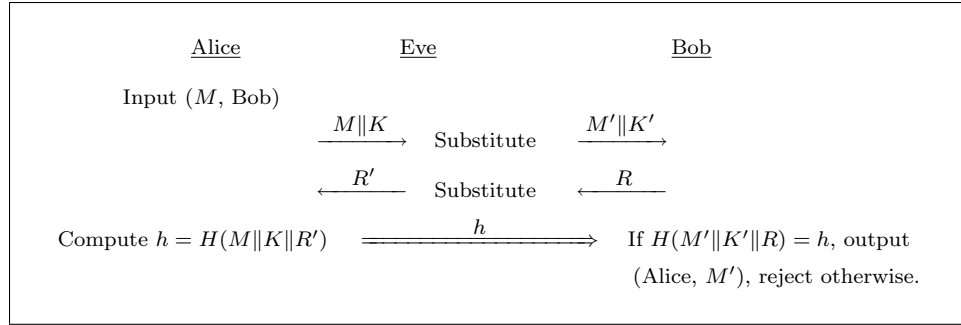 Alice Eve Bob
Input (M, Bob)
M‖K M′‖K′
Substitute
R′ R
Substitute
Compute h = H(M‖K‖R′) h If H(M′‖K′‖R) = h, output
(Alice, M′), reject otherwise.